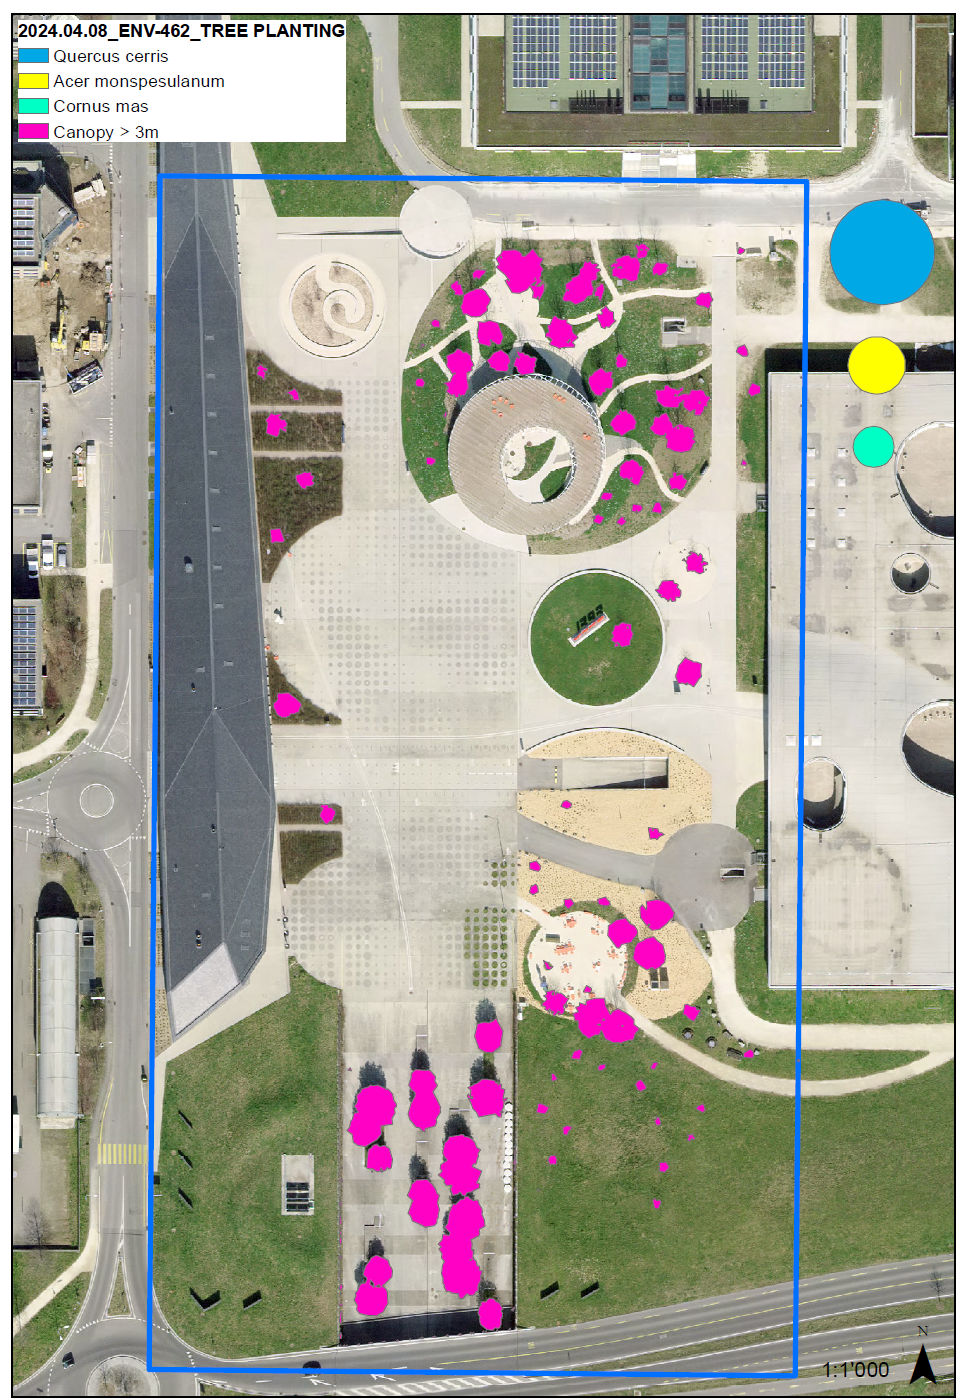 2024.04.08_ENV-462_TREE PLANTING
Quercus cerris
Acer monspesulanum
Cornus mas
Canopy > 3m
N
1:1'000